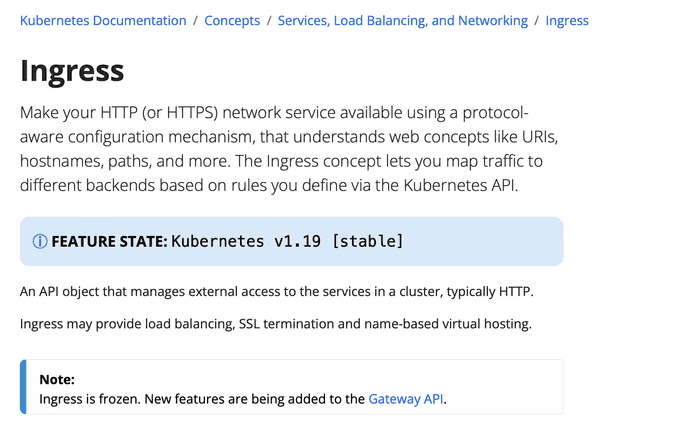 Kubernetes Documentation / Concepts / Services, Load Balancing, and Networking / Ingress
Ingress
Make your HTTP (or HTTPS) network service available using a protocol-
aware configuration mechanism, that understands web concepts like URIs,
hostnames, paths, and more. The Ingress concept lets you map traffic to
different backends based on rules you define via the Kubernetes API.
FEATURE STATE: Kubernetes v1.19 [stable]
An API object that manages external access to the services in a cluster, typically HTTP.
Ingress may provide load balancing, SSL termination and name-based virtual hosting.
Note:
Ingress is frozen. New features are being added to the Gateway API.